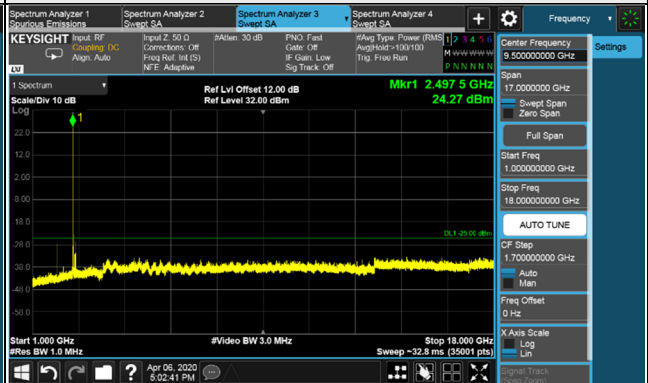 Spectrum Analyzer 1
Spurious Emissions
Spectrum Analyzer 2
Swept SA
Spectrum Analyzer 3
Swept SA
Spectrum Analyzer 4
Swept SA
Frequency
KEYSIGHT
Input: RF
Coupling: DC
Align: Auto
Input Z: 50 Ω
Corrections: Off
Freq Ref: Int (S)
NFE: Adaptive
#Atten: 30 dB
PNO: Fast
Gate: Off
IF Gain: Low
Sig Track: Off
#Avg Type: Power (RMS
Avg|Hold:>100/100
Trig: Free Run
1 2 3 4 5 6
M W W W W W
P N N N N N
LXI
Settings
Center Frequency
9.500000000 GHz
Span
17.0000000 GHz
Swept Span
Zero Span
Full Span
Start Freq
1.000000000 GHz
Stop Freq
18.000000000 GHz
AUTO TUNE
CF Step
1.700000000 GHz
Auto
Man
Freq Offset
0 Hz
X Axis Scale
Log
Lin
Signal Track
1 Spectrum
Scale/Div 10 dB
Log
Ref Lvl Offset 12.00 dB
Ref Level 32.00 dBm
Mkr1 2.497 5 GHz
24.27 dBm
1
22.0
12.0
2.00
-8.00
-18.0
-28.0
-38.0
-48.0
-58.0
DL1 -25.00 dBm
Start 1.000 GHz
#Res BW 1.0 MHz
#Video BW 3.0 MHz
Stop 18.000 GHz
Sweep ~32.8 ms (35001 pts)
Apr 06, 2020
5:02:41 PM